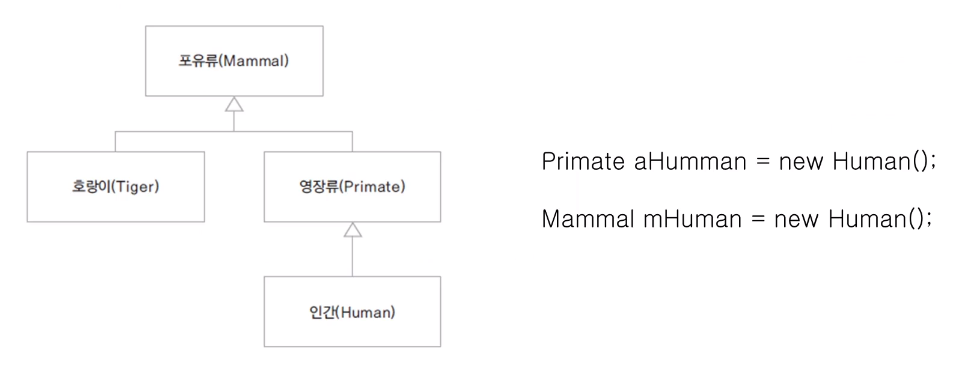 포유류(Mammal)
호랑이(Tiger)
영장류(Primate)
인간(Human)
Primate aHumman = new Human();
Mammal mHuman = new Human();